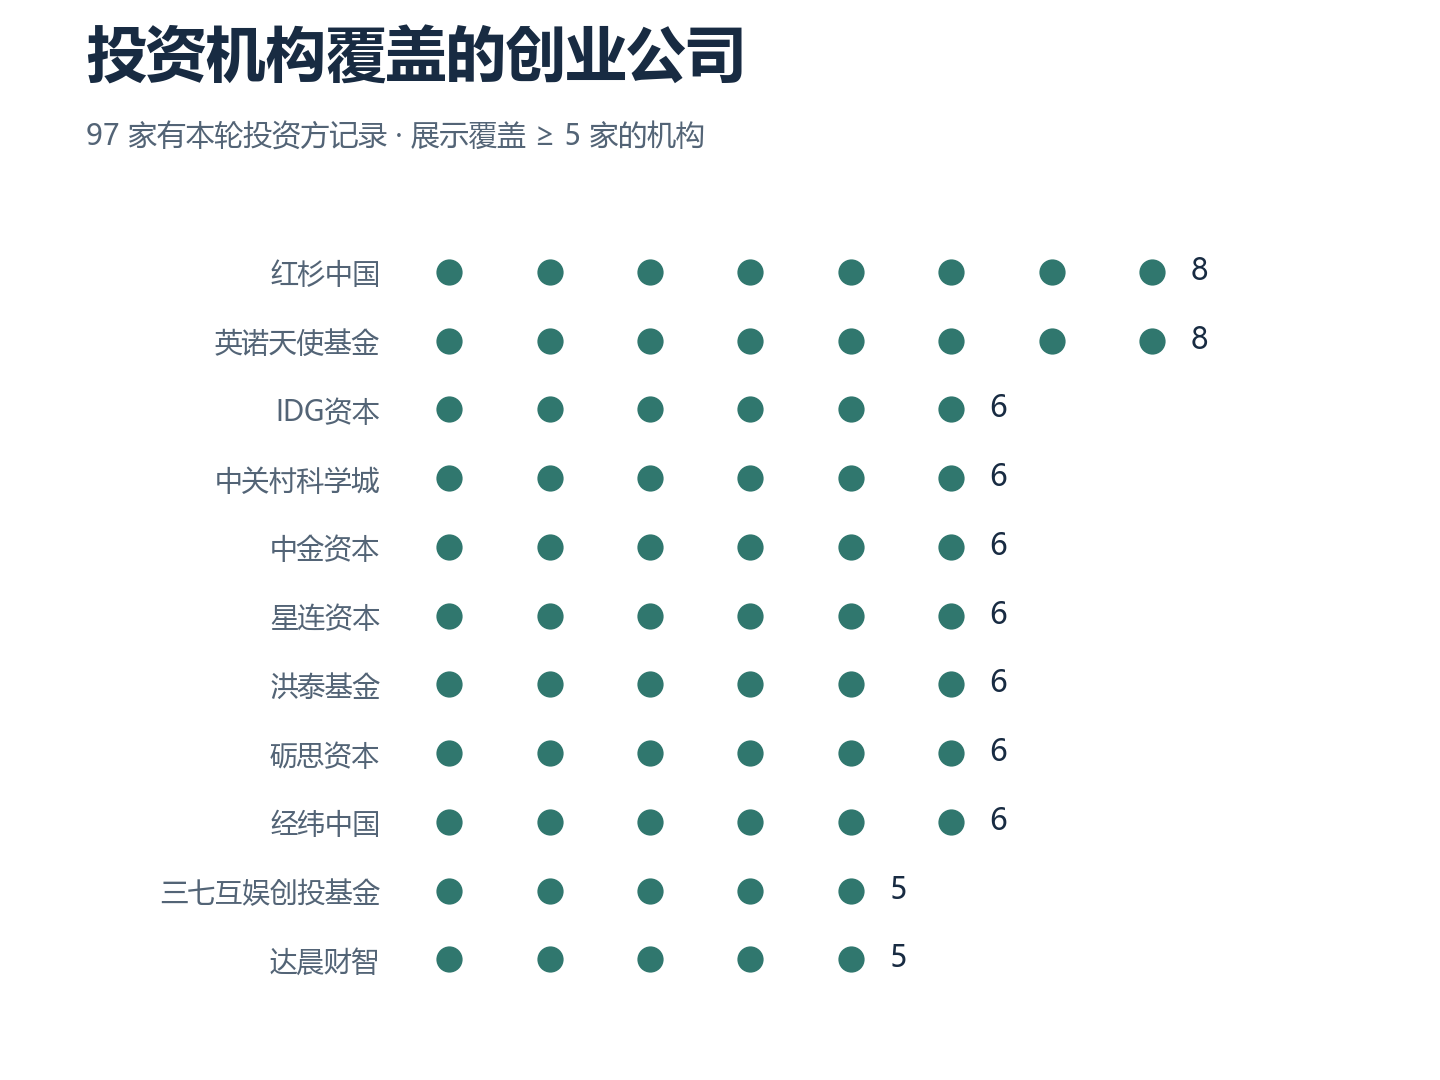 投资机构覆盖的创业公司
97 家有本轮投资方记录 · 展示覆盖 ≥ 5 家的机构
红杉中国 8
英诺天使基金 8
IDG资本 6
中关村科学城 6
中金资本 6
星连资本 6
洪泰基金 6
砺思资本 6
经纬中国 6
三七互娱创投基金 5
达晨财智 5